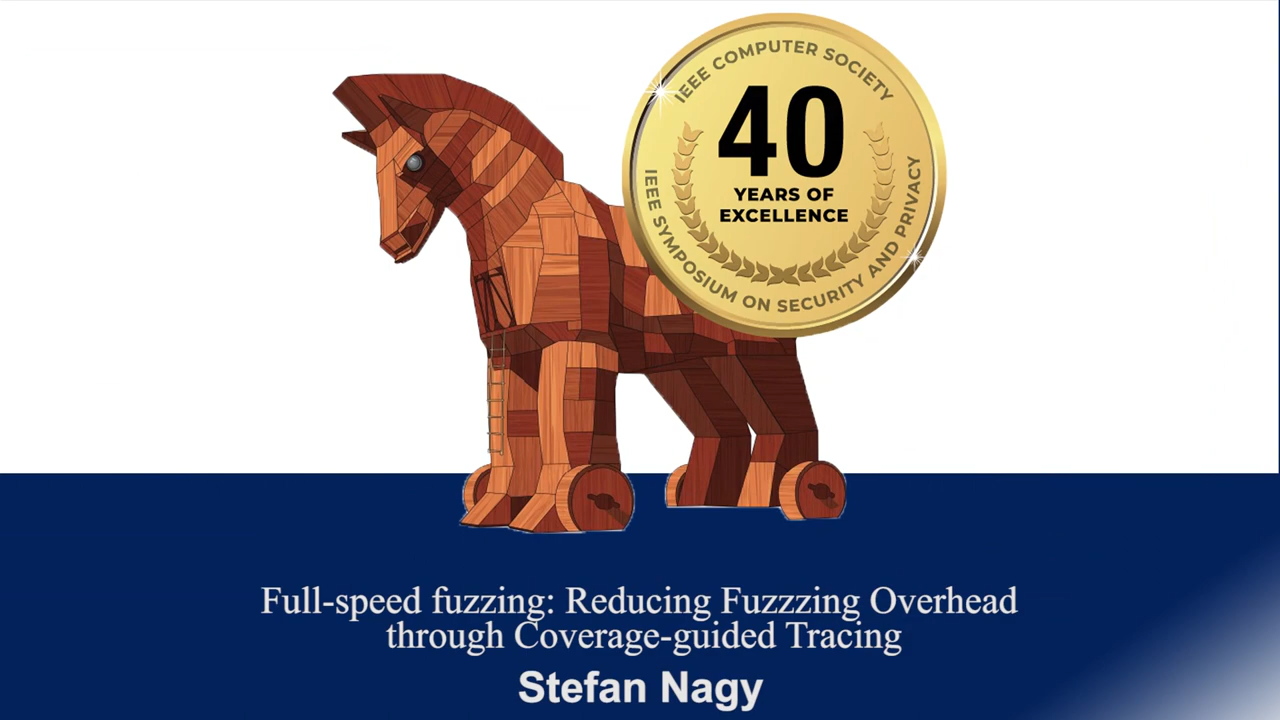 IEEE COMPUTER SOCIETY
40
YEARS OF
EXCELLENCE
IEEE SYMPOSIUM ON SECURITY AND PRIVACY
Full-speed fuzzing: Reducing Fuzzzing Overhead
through Coverage-guided Tracing
Stefan Nagy